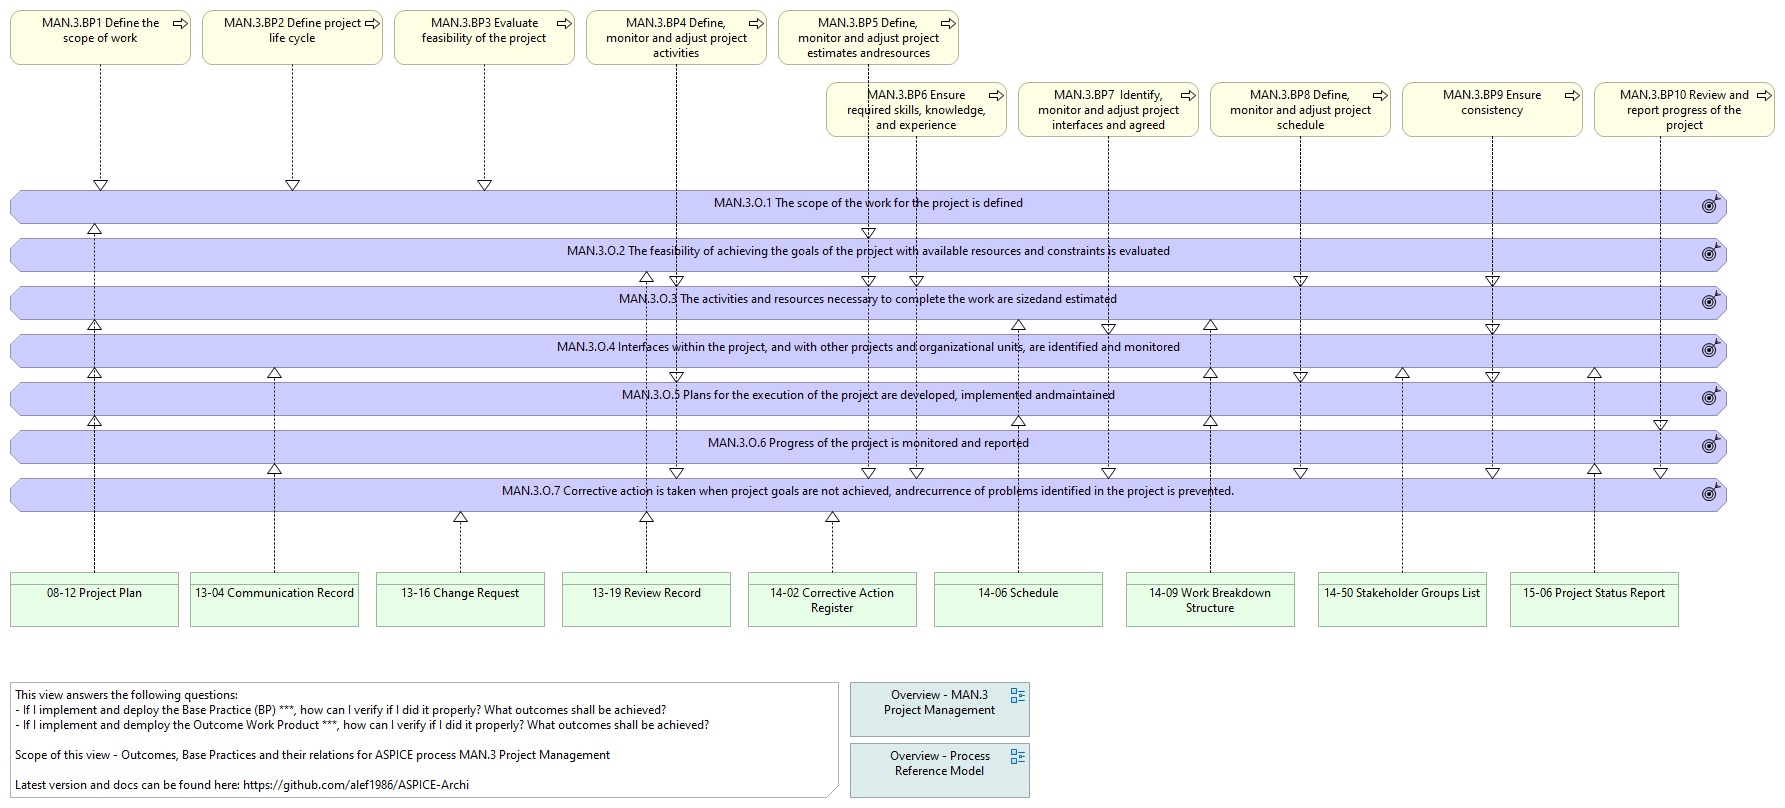 MAN.3.BP1 Define the
scope of work
MAN.3.BP2 Define project
life cycle
MAN.3.BP3 Evaluate
feasibility of the project
MAN.3.BP4 Define,
monitor and adjust project
activities
MAN.3.BP5 Define,
monitor and adjust project
estimates andresources
MAN.3.BP6 Ensure
required skills, knowledge,
and experience
MAN.3.BP7  Identify,
monitor and adjust project
interfaces and agreed
MAN.3.BP8 Define,
monitor and adjust project
schedule
MAN.3.BP9 Ensure
consistency
MAN.3.BP10 Review and
report progress of the
project
MAN.3.O.1 The scope of the work for the project is defined
MAN.3.O.2 The feasibility of achieving the goals of the project with available resources and constraints is evaluated
MAN.3.O.3 The activities and resources necessary to complete the work are sizedand estimated
MAN.3.O.4 Interfaces within the project, and with other projects and organizational units, are identified and monitored
MAN.3.O.5 Plans for the execution of the project are developed, implemented andmaintained
MAN.3.O.6 Progress of the project is monitored and reported
MAN.3.O.7 Corrective action is taken when project goals are not achieved, andrecurrence of problems identified in the project is prevented.
08-12 Project Plan
13-04 Communication Record
13-16 Change Request
13-19 Review Record
14-02 Corrective Action
Register
14-06 Schedule
14-09 Work Breakdown
Structure
14-50 Stakeholder Groups List
15-06 Project Status Report
This view answers the following questions:
- If I implement and deploy the Base Practice (BP) ***, how can I verify if I did it properly? What outcomes shall be achieved?
- If I implement and demploy the Outcome Work Product ***, how can I verify if I did it properly? What outcomes shall be achieved?
Scope of this view - Outcomes, Base Practices and their relations for ASPICE process MAN.3 Project Management
Latest version and docs can be found here: https://github.com/alef1986/ASPICE-Archi
Overview - MAN.3
Project Management
Overview - Process
Reference Model